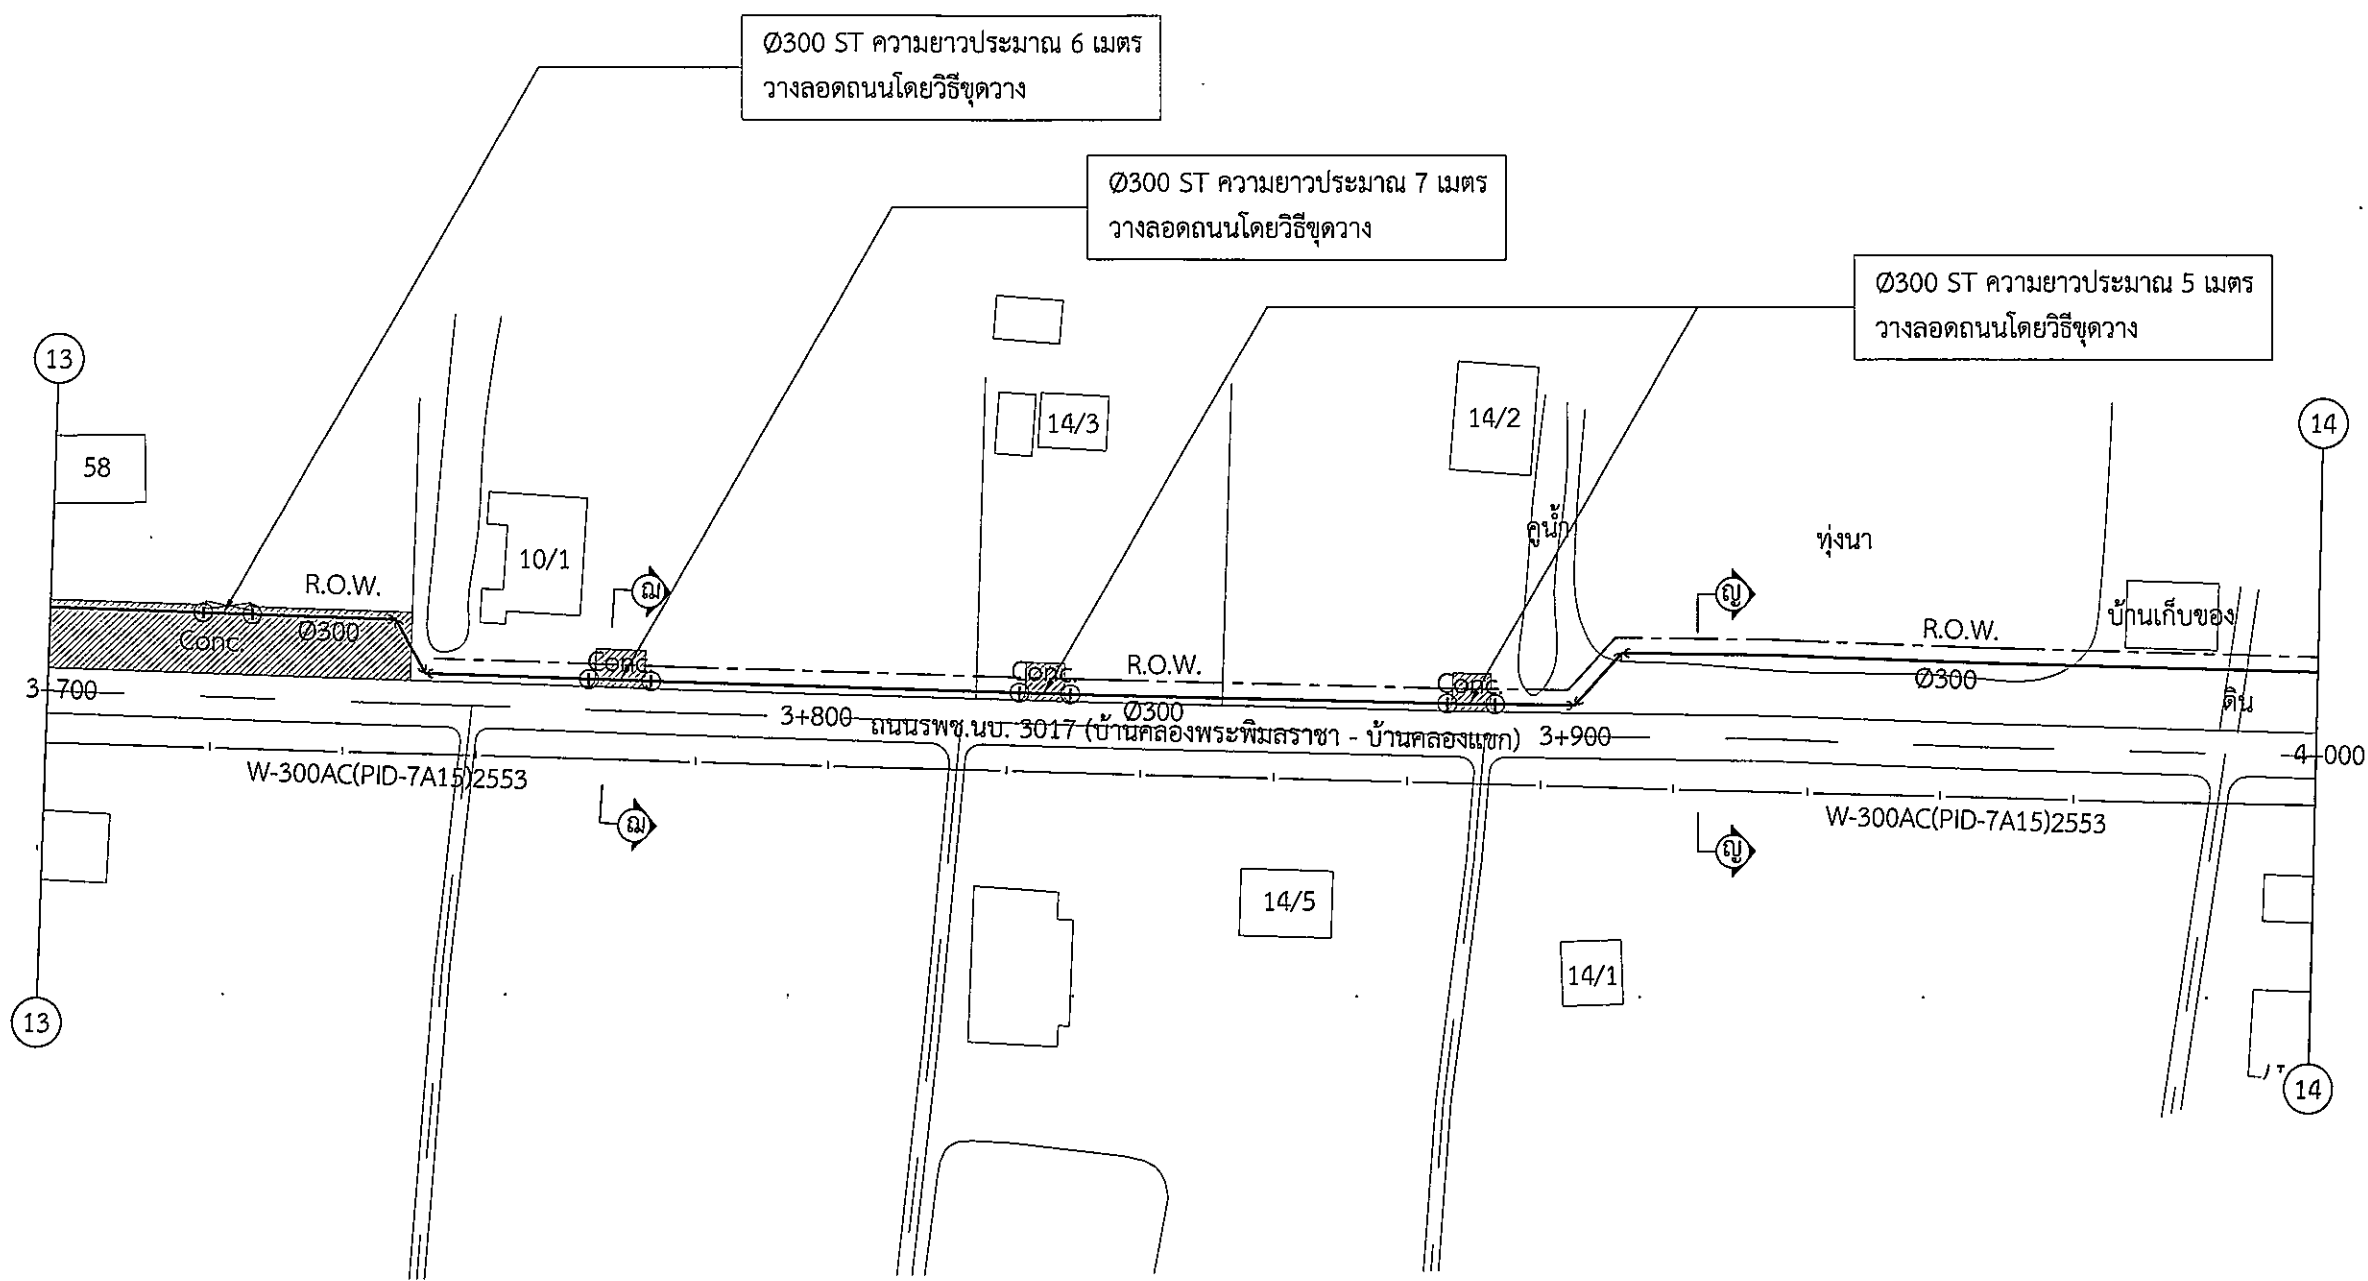 Ø300 ST ความยาวประมาณ 6 เมตร
วางลอดถนนโดยวิธีขุดวาง
Ø300 ST ความยาวประมาณ 7 เมตร
วางลอดถนนโดยวิธีขุดวาง
Ø300 ST ความยาวประมาณ 5 เมตร
วางลอดถนนโดยวิธีขุดวาง
13
14
58
14/3
14/2
10/1
คูน้ำ
ทุ่งนา
R.O.W.
ฌ
ญ
บ้านเก็บของ
R.O.W.
Conc.
Ø300
Conc.
Conc.
R.O.W.
Conc.
Ø300
ดิน
3+700
3+800
Ø300
ถนนรพช.นบ. 3017 (บ้านคลองพระพิมลราชา - บ้านคลองแขก)
3+900
4+000
W-300AC(PID-7A15)2553
W-300AC(PID-7A15)2553
ฌ
ญ
14/5
14/1
13
14